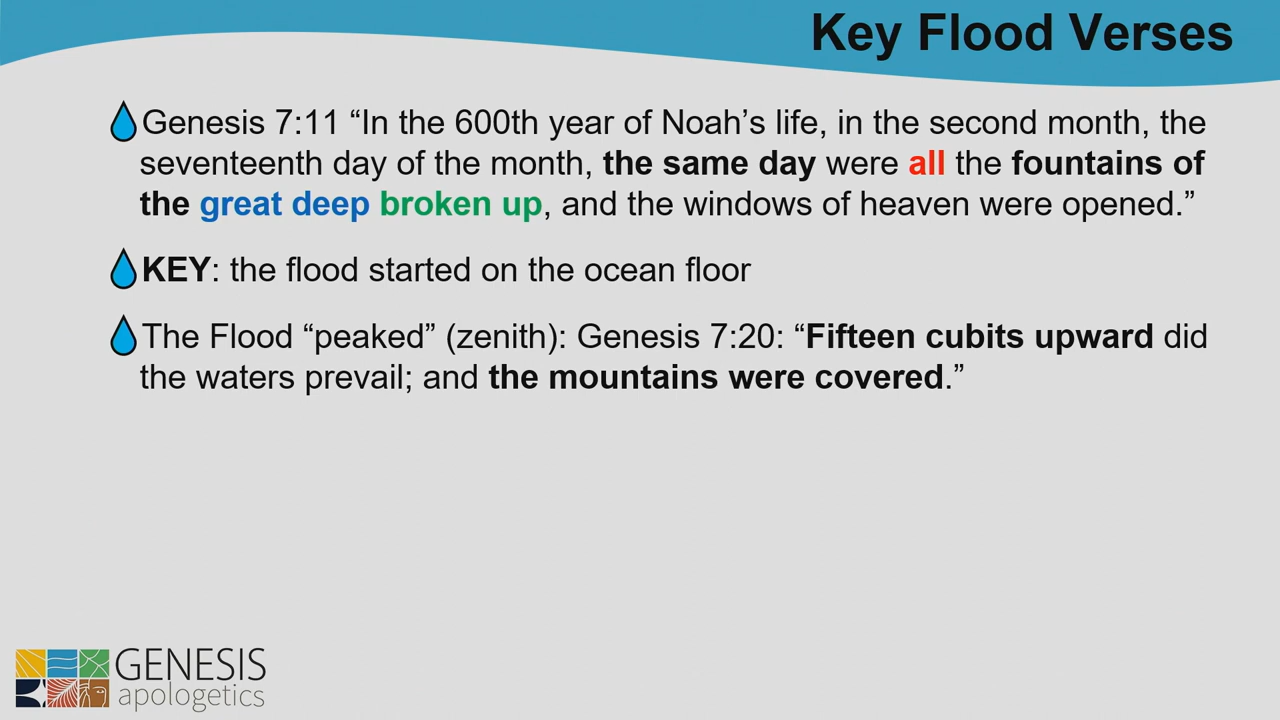 Key Flood Verses
Genesis 7:11 “In the 600th year of Noah’s life, in the second month, the
seventeenth day of the month, the same day were all the fountains of
the great deep broken up, and the windows of heaven were opened.”
KEY: the flood started on the ocean floor
The Flood “peaked” (zenith): Genesis 7:20: “Fifteen cubits upward did
the waters prevail; and the mountains were covered.”
GENESIS
apologetics